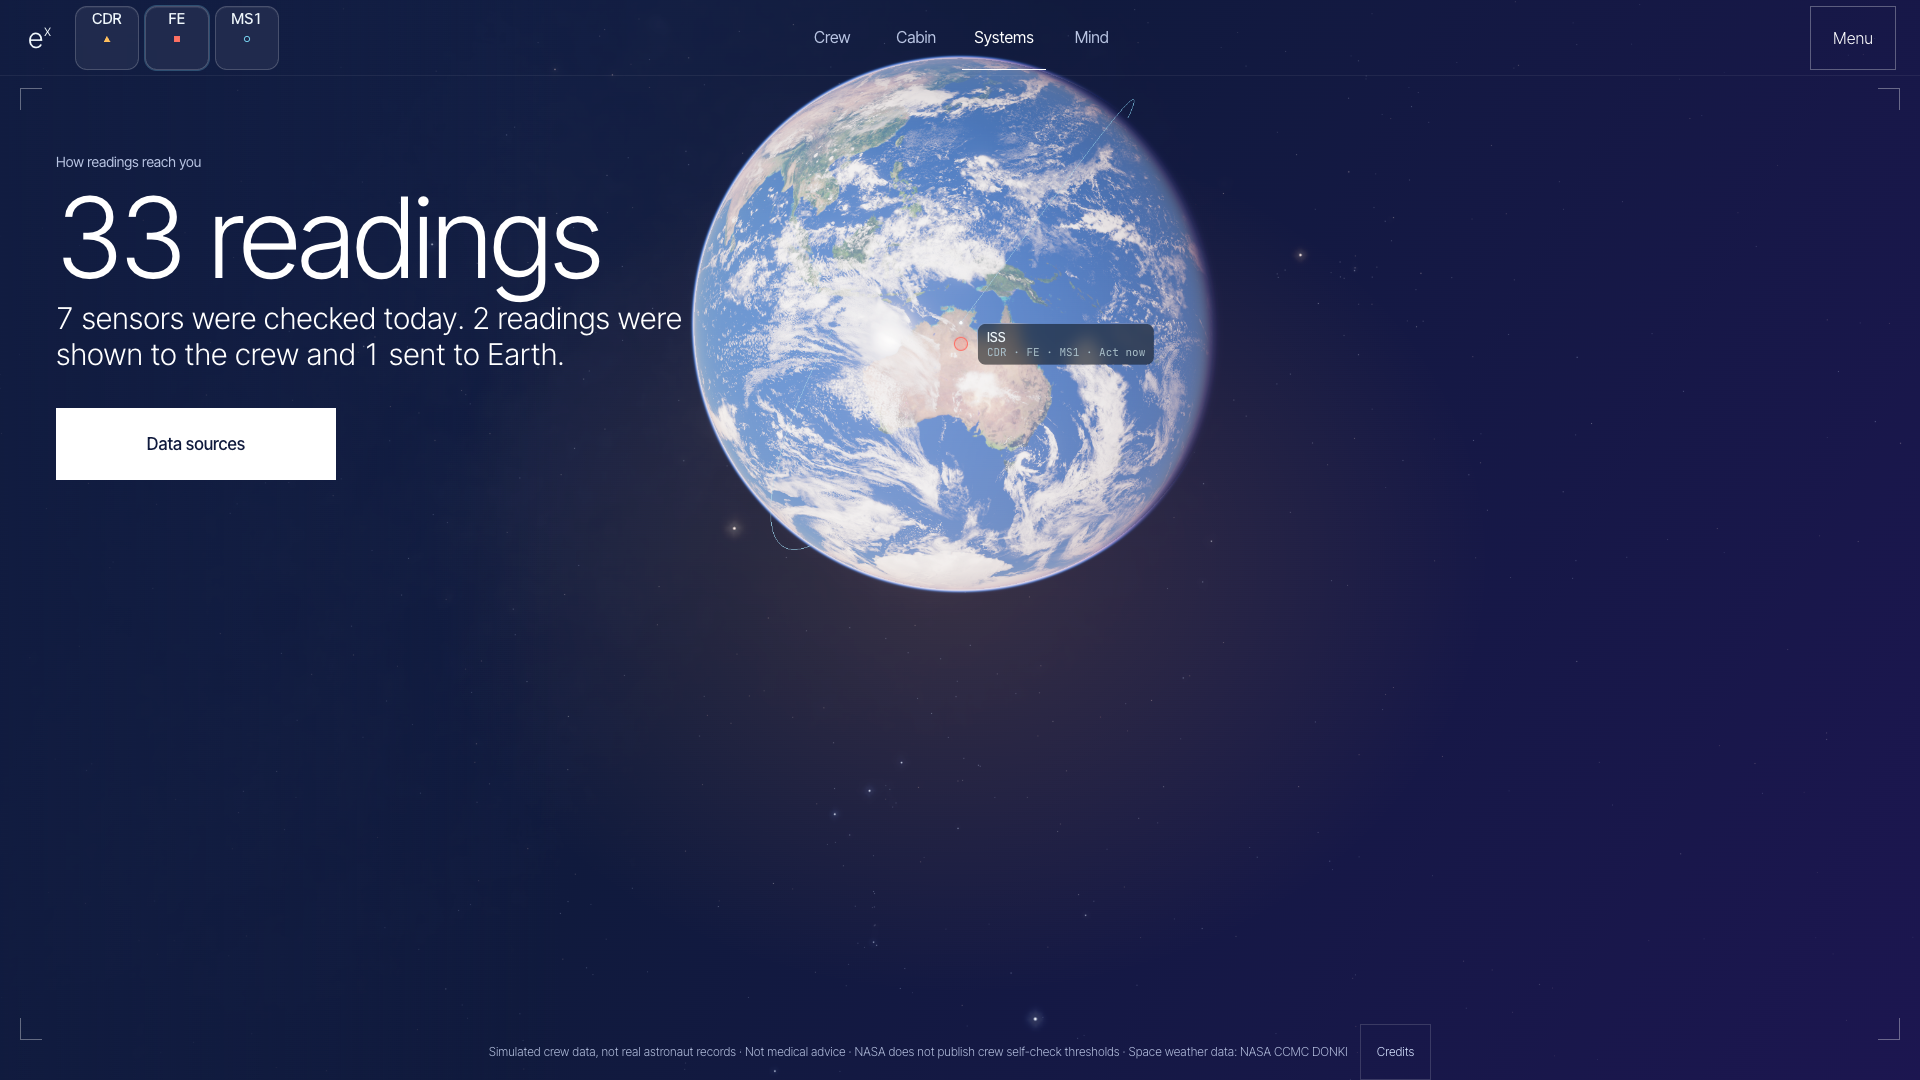 eˣ
CDR
FE
MS1
Crew
Cabin
Systems
Mind
Menu
How readings reach you
33 readings
7 sensors were checked today. 2 readings were
shown to the crew and 1 sent to Earth.
ISS
CDR · FE · MS1 · Act now
Data sources
Simulated crew data, not real astronaut records · Not medical advice · NASA does not publish crew self-check thresholds · Space weather data: NASA CCMC DONKI
Credits